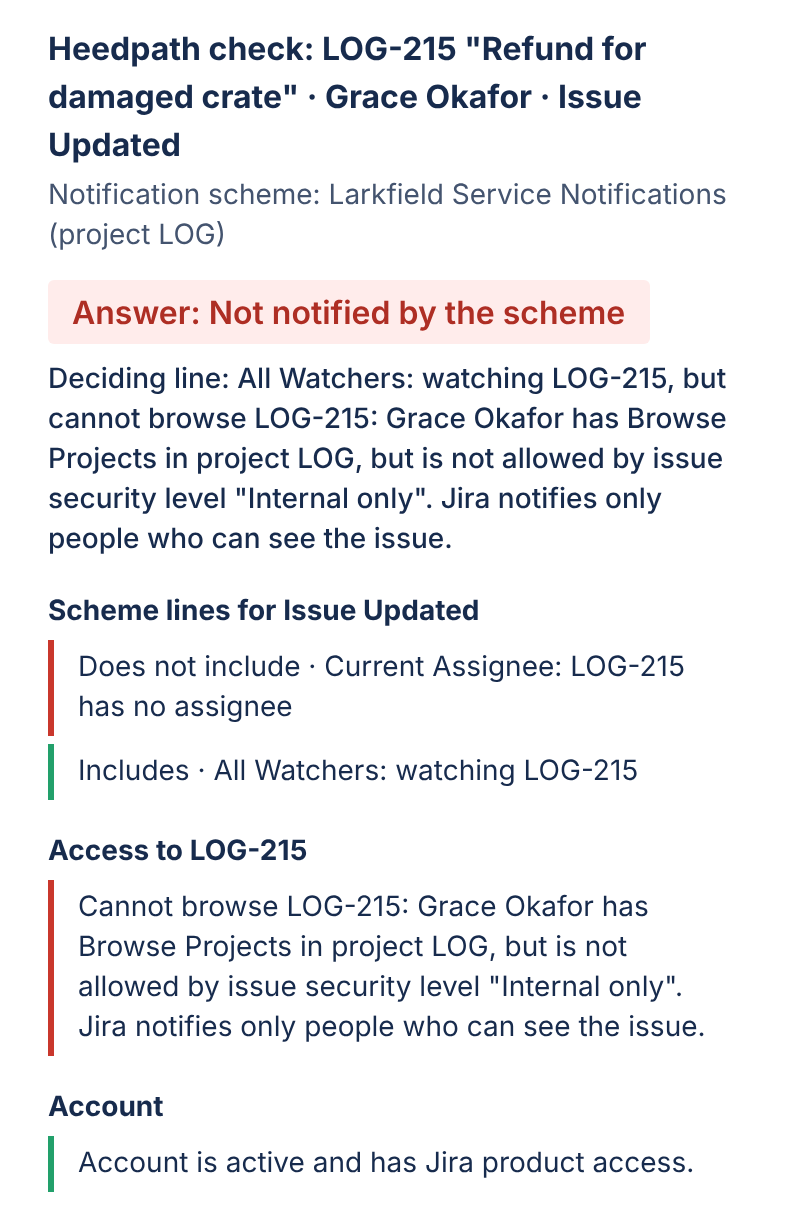 Heedpath check: LOG-215 "Refund for
damaged crate" · Grace Okafor · Issue
Updated
Notification scheme: Larkfield Service Notifications
(project LOG)
Answer: Not notified by the scheme
Deciding line: All Watchers: watching LOG-215, but
cannot browse LOG-215: Grace Okafor has Browse
Projects in project LOG, but is not allowed by issue
security level "Internal only". Jira notifies only
people who can see the issue.
Scheme lines for Issue Updated
Does not include · Current Assignee: LOG-215
has no assignee
Includes · All Watchers: watching LOG-215
Access to LOG-215
Cannot browse LOG-215: Grace Okafor has
Browse Projects in project LOG, but is not
allowed by issue security level "Internal only".
Jira notifies only people who can see the issue.
Account
Account is active and has Jira product access.